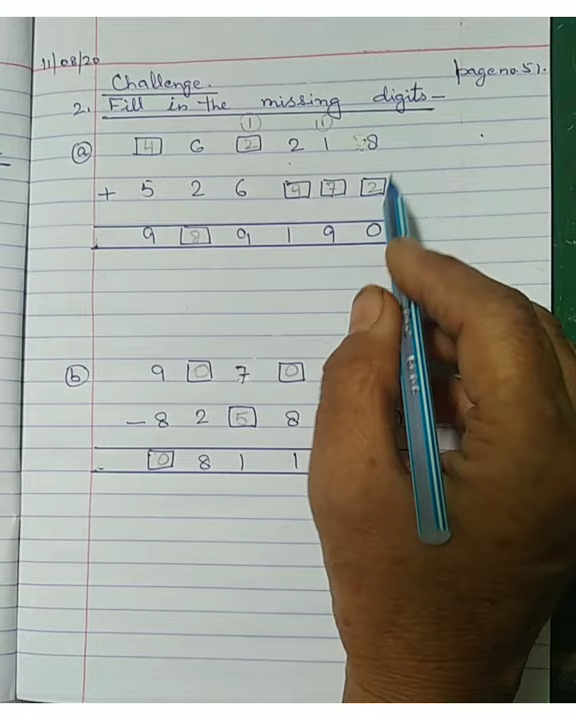 11/08/20
Challenge. page no 51.
2. Fill in the missing digits-
1 1
a 4 6 2 2 1 8
+ 5 2 6 9 7 2
9 8 9 1 9 0
b 9 0 7 0
- 8 2 5 8
0 8 1 1